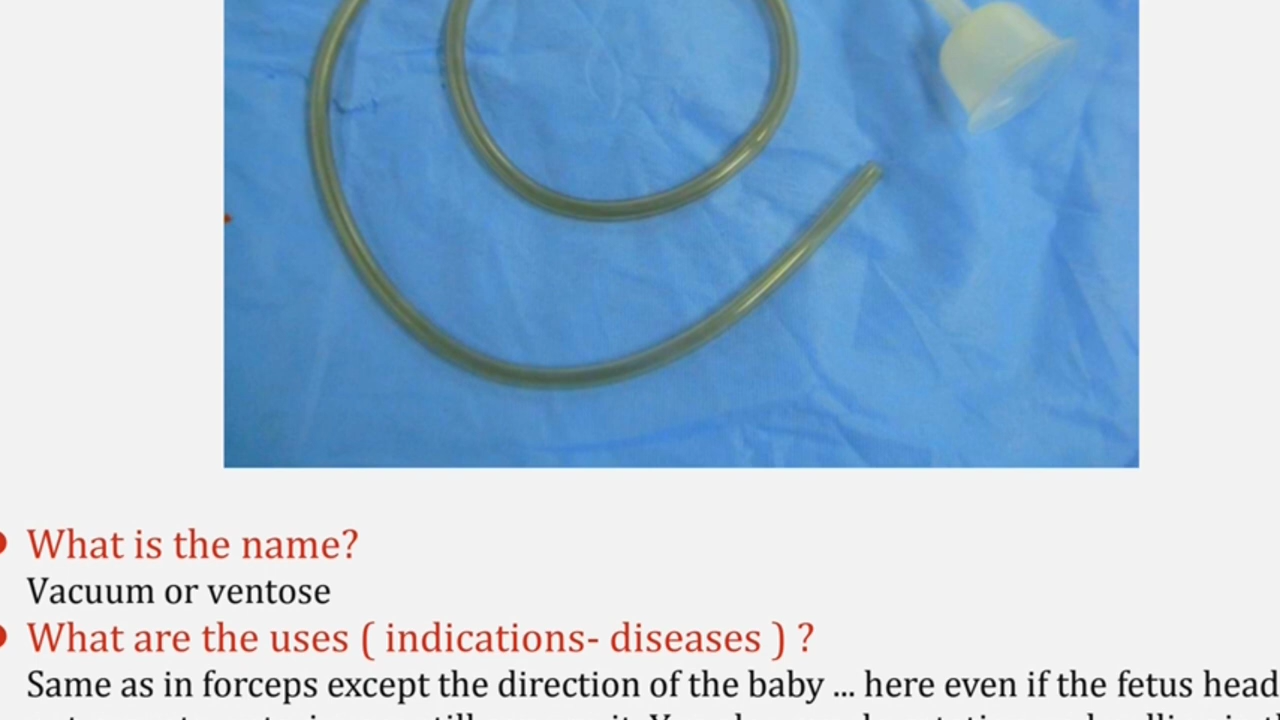 What is the name?
Vacuum or ventose
What are the uses ( indications- diseases ) ?
Same as in forceps except the direction of the baby ... here even if the fetus head